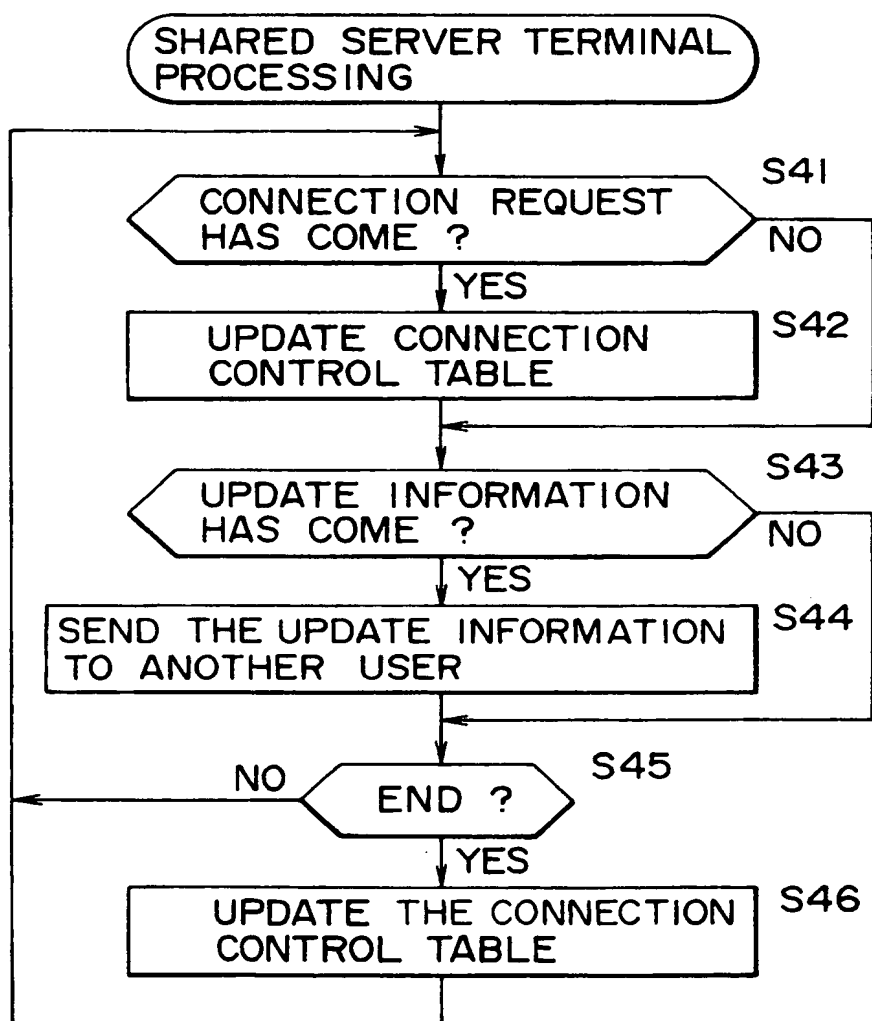 SHARED SERVER TERMINAL
PROCESSING
S41
CONNECTION REQUEST
HAS COME ?
NO
YES
S42
UPDATE CONNECTION
CONTROL TABLE
S43
UPDATE INFORMATION
HAS COME ?
NO
YES
S44
SEND THE UPDATE INFORMATION
TO ANOTHER USER
S45
NO
END ?
YES
S46
UPDATE THE CONNECTION
CONTROL TABLE